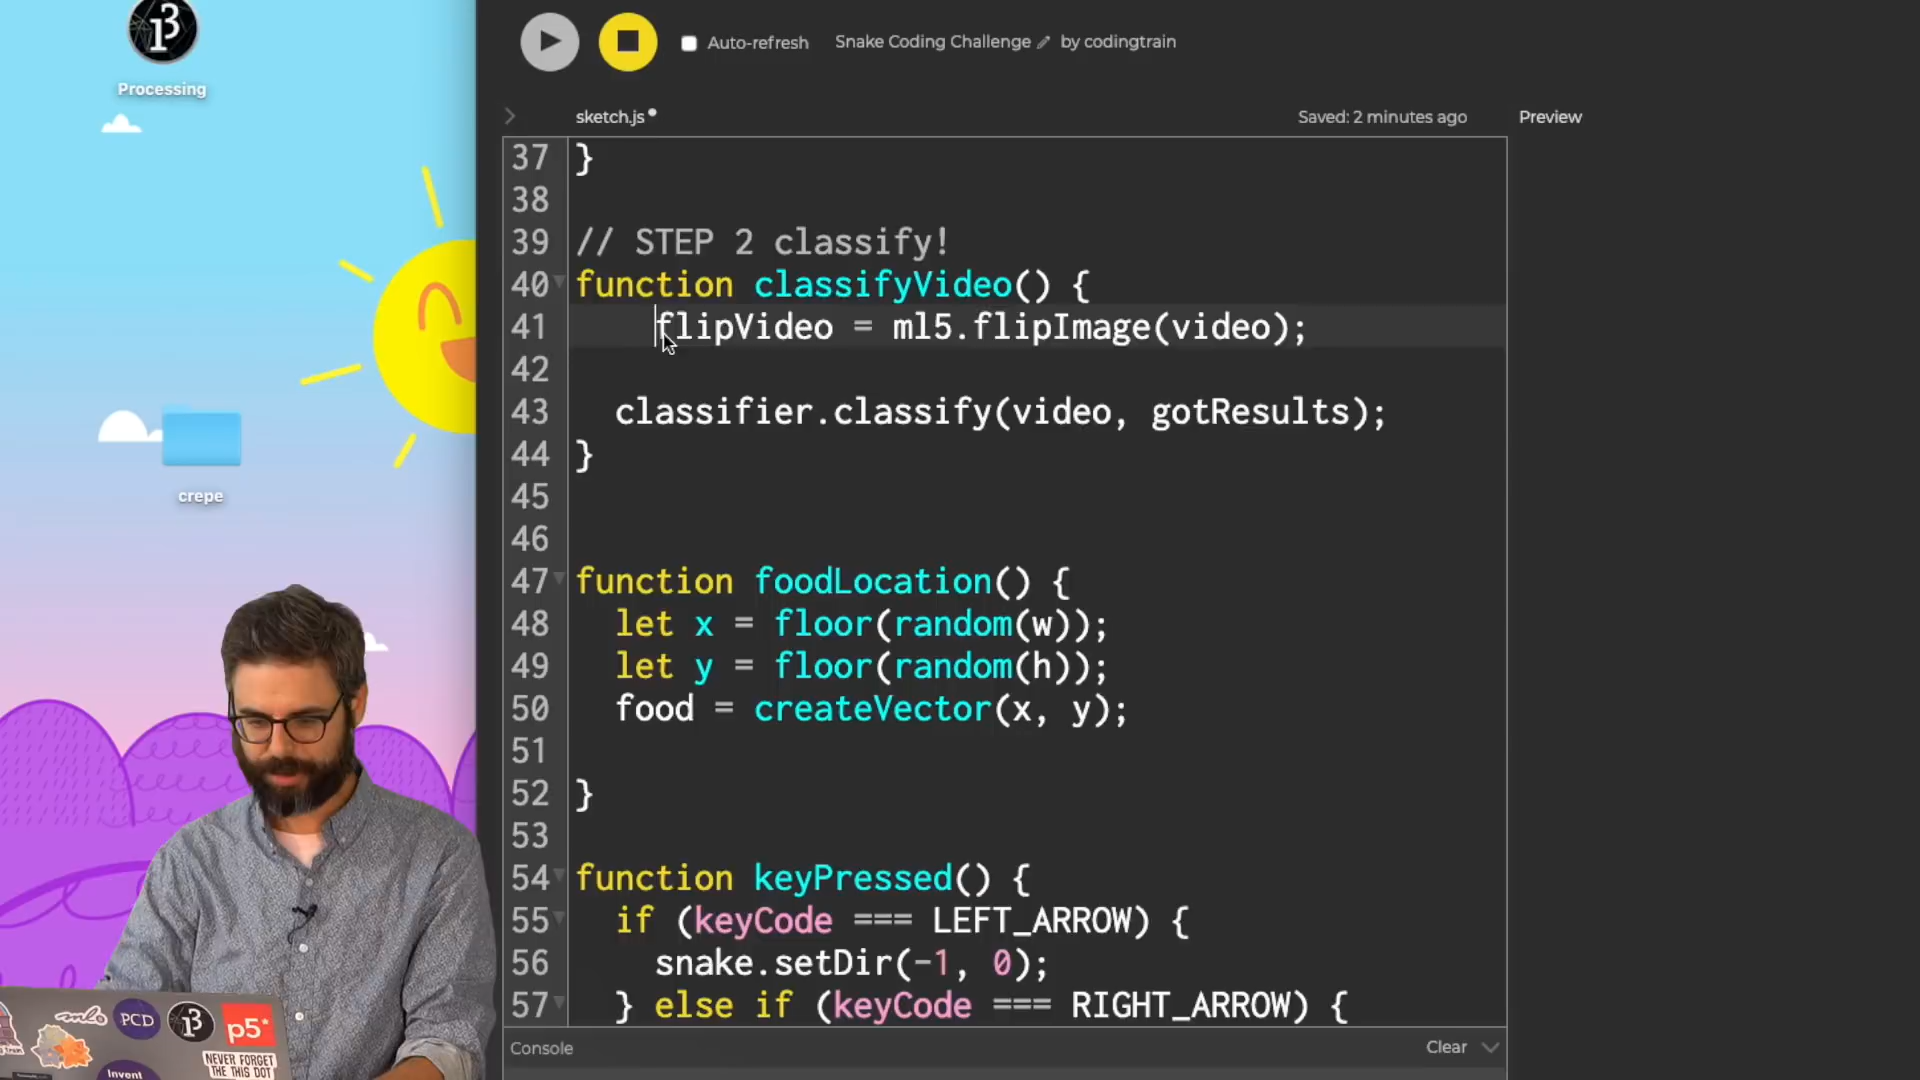 Processing
crepe
Auto-refresh
Snake Coding Challenge by codingtrain
sketch.js
Saved: 2 minutes ago
Preview
37 }
38
39 // STEP 2 classify!
40 function classifyVideo() {
41 flipVideo = ml5.flipImage(video);
42
43 classifier.classify(video, gotResults);
44 }
45
46
47 function foodLocation() {
48 let x = floor(random(w));
49 let y = floor(random(h));
50 food = createVector(x, y);
51
52 }
53
54 function keyPressed() {
55 if (keyCode === LEFT_ARROW) {
56 snake.setDir(-1, 0);
57 } else if (keyCode === RIGHT_ARROW) {
Console
Clear
PCD
p5*
NEVER FORGET
THE THIS DOT
Invent